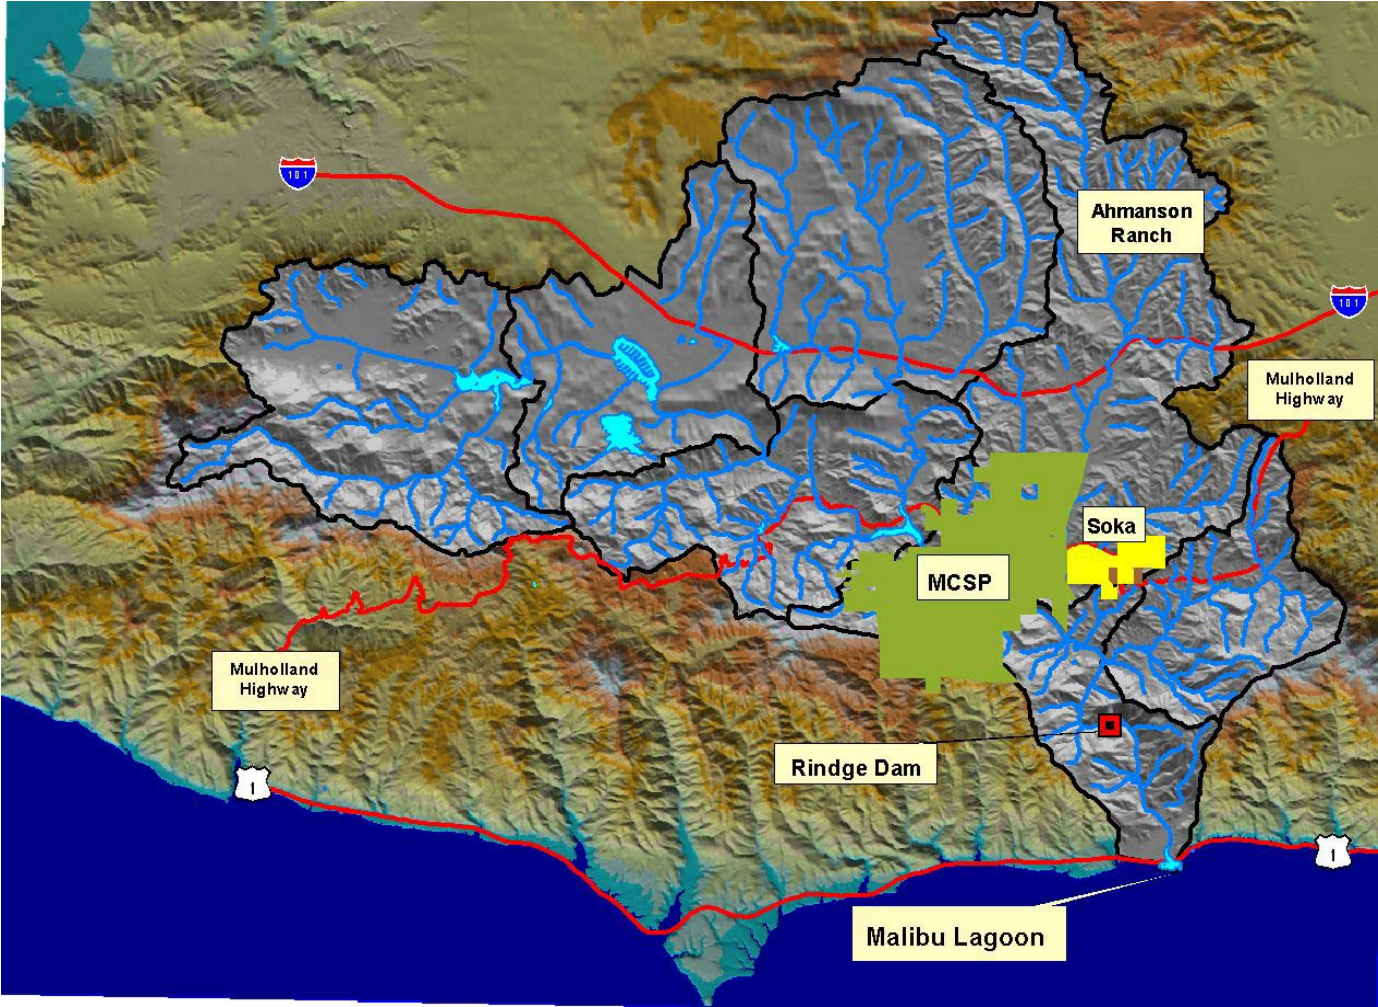 101
Ahmanson
Ranch
101
Mulholland
Highway
Soka
MCSP
Mulholland
Highway
Rindge Dam
1
1
Malibu Lagoon